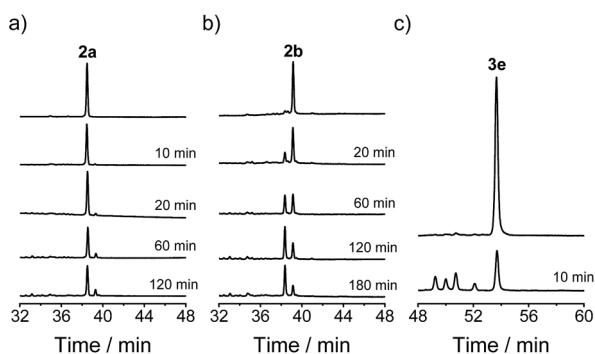 a)
2a
10 min
20 min
60 min
120 min
32 36 40 44 48
Time / min
b)
2b
20 min
60 min
120 min
180 min
32 36 40 44 48
Time / min
c)
3e
10 min
48 52 56 60
Time / min